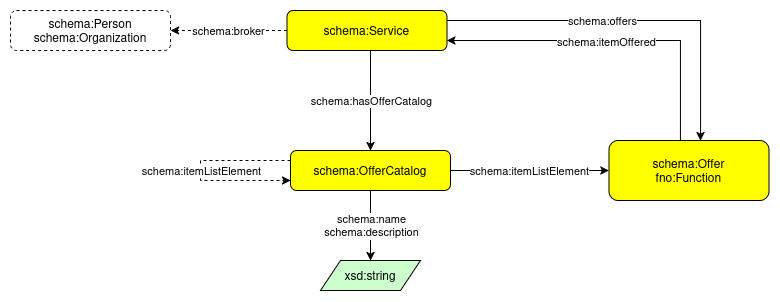 schema:Person
schema:Organization
schema:broker
schema:Service
schema:offers
schema:itemOffered
schema:hasOfferCatalog
schema:itemListElement
schema:OfferCatalog
schema:itemListElement
schema:Offer
fno:Function
schema:name
schema:description
xsd:string